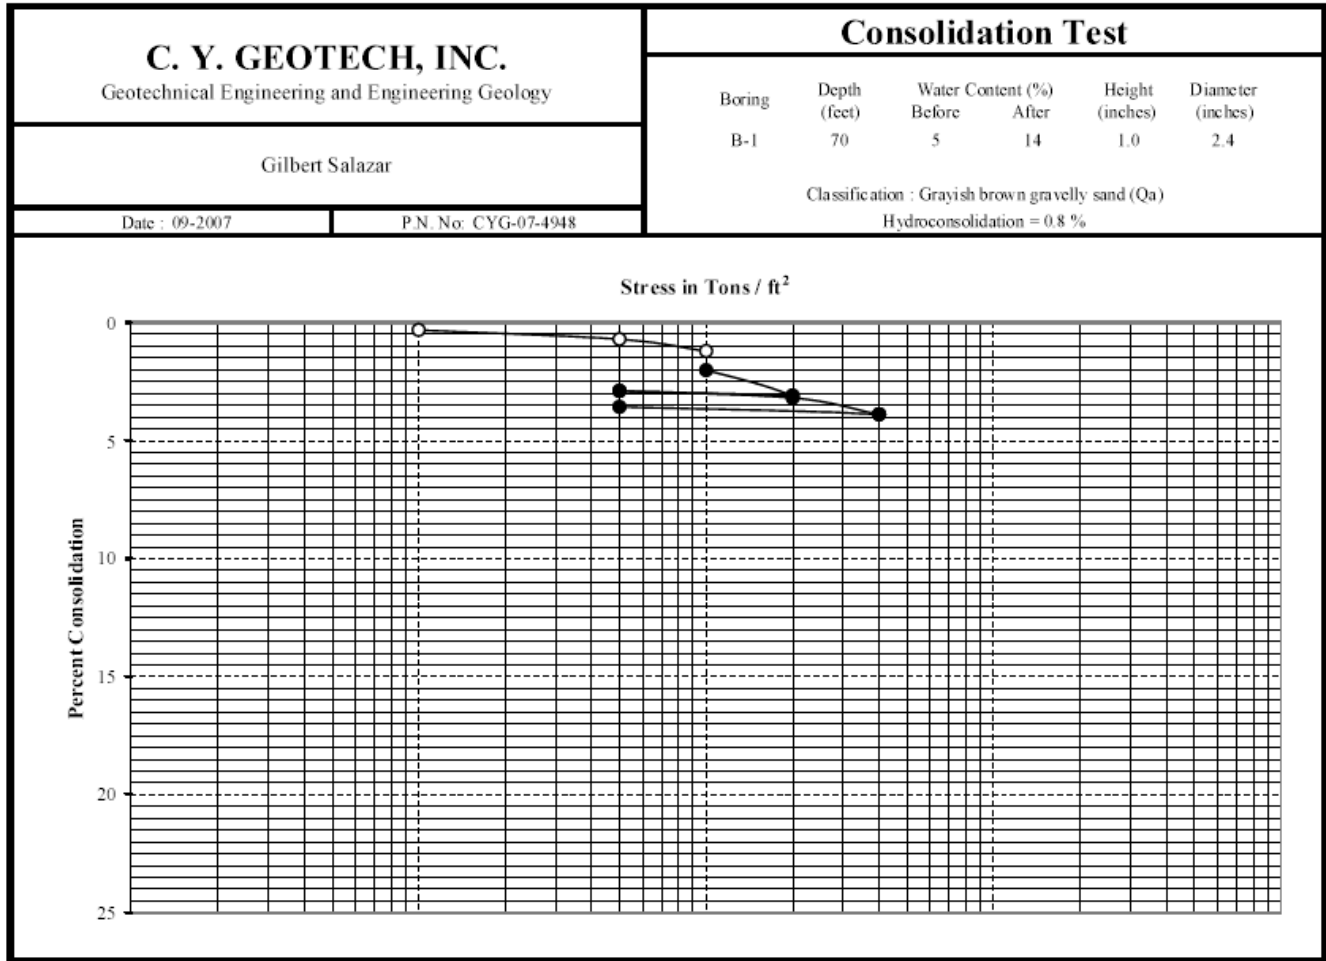 C. Y. GEOTECH, INC.
Geotechnical Engineering and Engineering Geology
Gilbert Salazar
Date : 09-2007
P.N. No: CYG-07-4948
Consolidation Test
Boring Depth (feet) Water Content (%) Before After Height (inches) Diameter (inches)
B-1 70 5 14 1.0 2.4
Classification : Grayish brown gravelly sand (Qa)
Hydroconsolidation = 0.8 %
Stress in Tons / ft²
Percent Consolidation
0
5
10
15
20
25